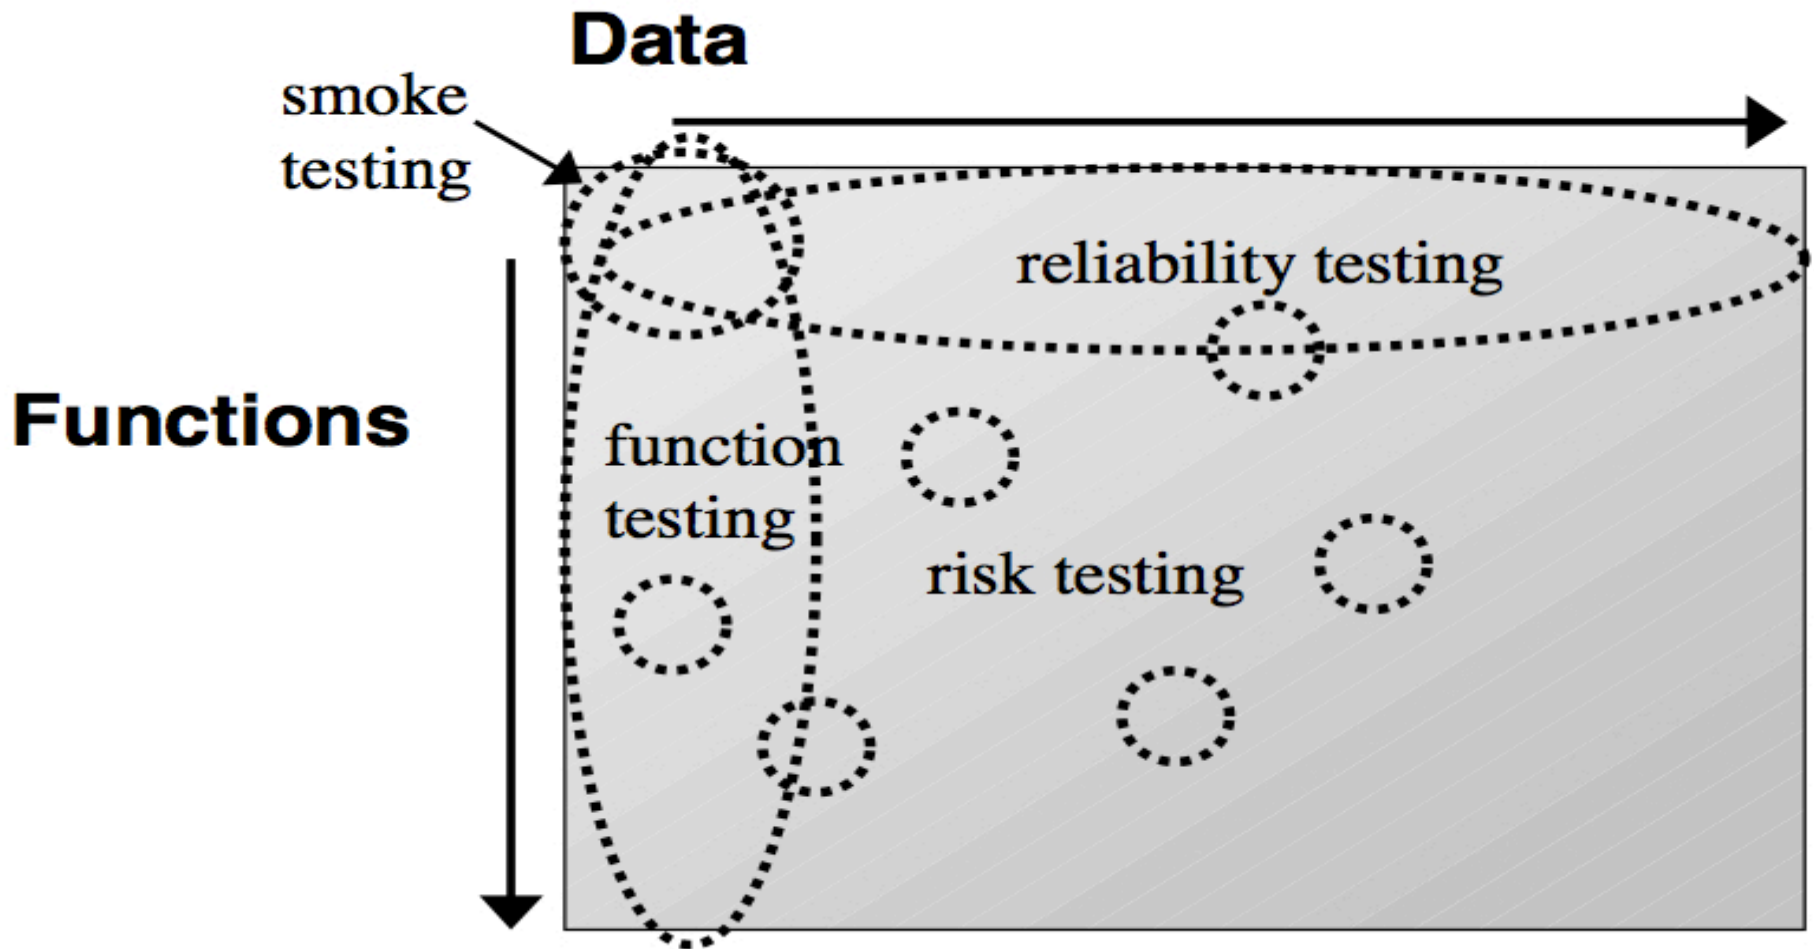 Data
smoke
testing
reliability testing
Functions
function
testing
risk testing